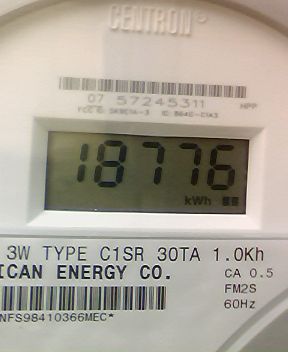 CENTRON
07 57245311 HPP
18776
kWh
3W TYPE C1SR 30TA 1.0Kh
ICAN ENERGY CO. CA 0.5
FM2S
60Hz
NFS98410366MEC*